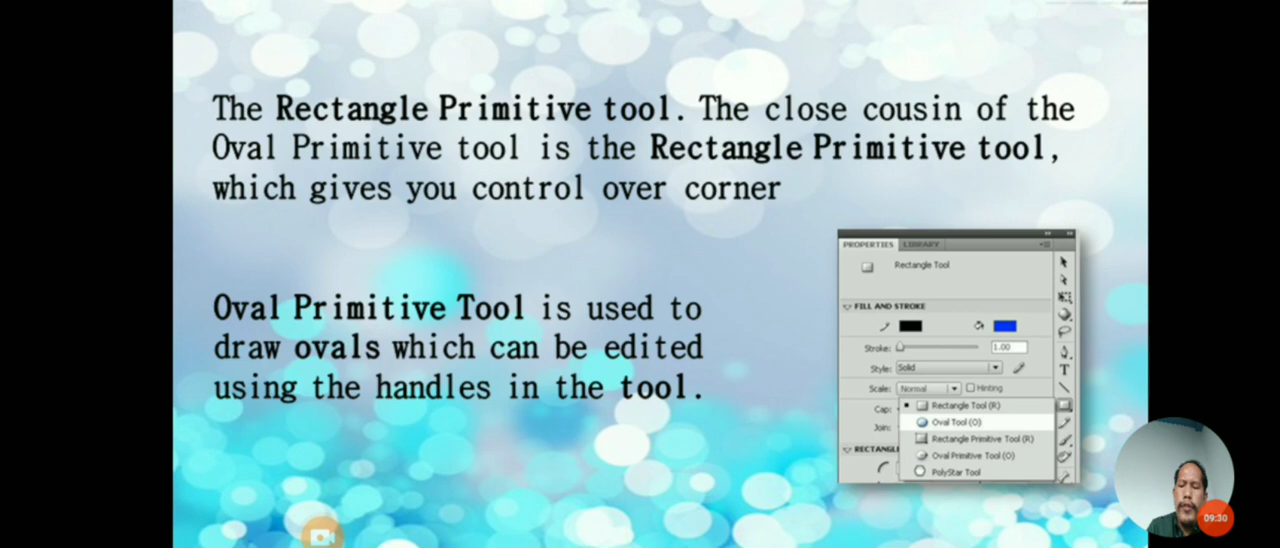 The Rectangle Primitive tool. The close cousin of the
Oval Primitive tool is the Rectangle Primitive tool,
which gives you control over corner
Oval Primitive Tool is used to
draw ovals which can be edited
using the handles in the tool.
PROPERTIES LIBRARY
Rectangle Tool
FILL AND STROKE
Stroke: 1.00
Style: Solid
Scale: Normal Hinting
Cap:
Join:
Rectangle Tool (R)
Oval Tool (O)
Rectangle Primitive Tool (R)
Oval Primitive Tool (O)
PolyStar Tool
RECTANGL
T
09:30